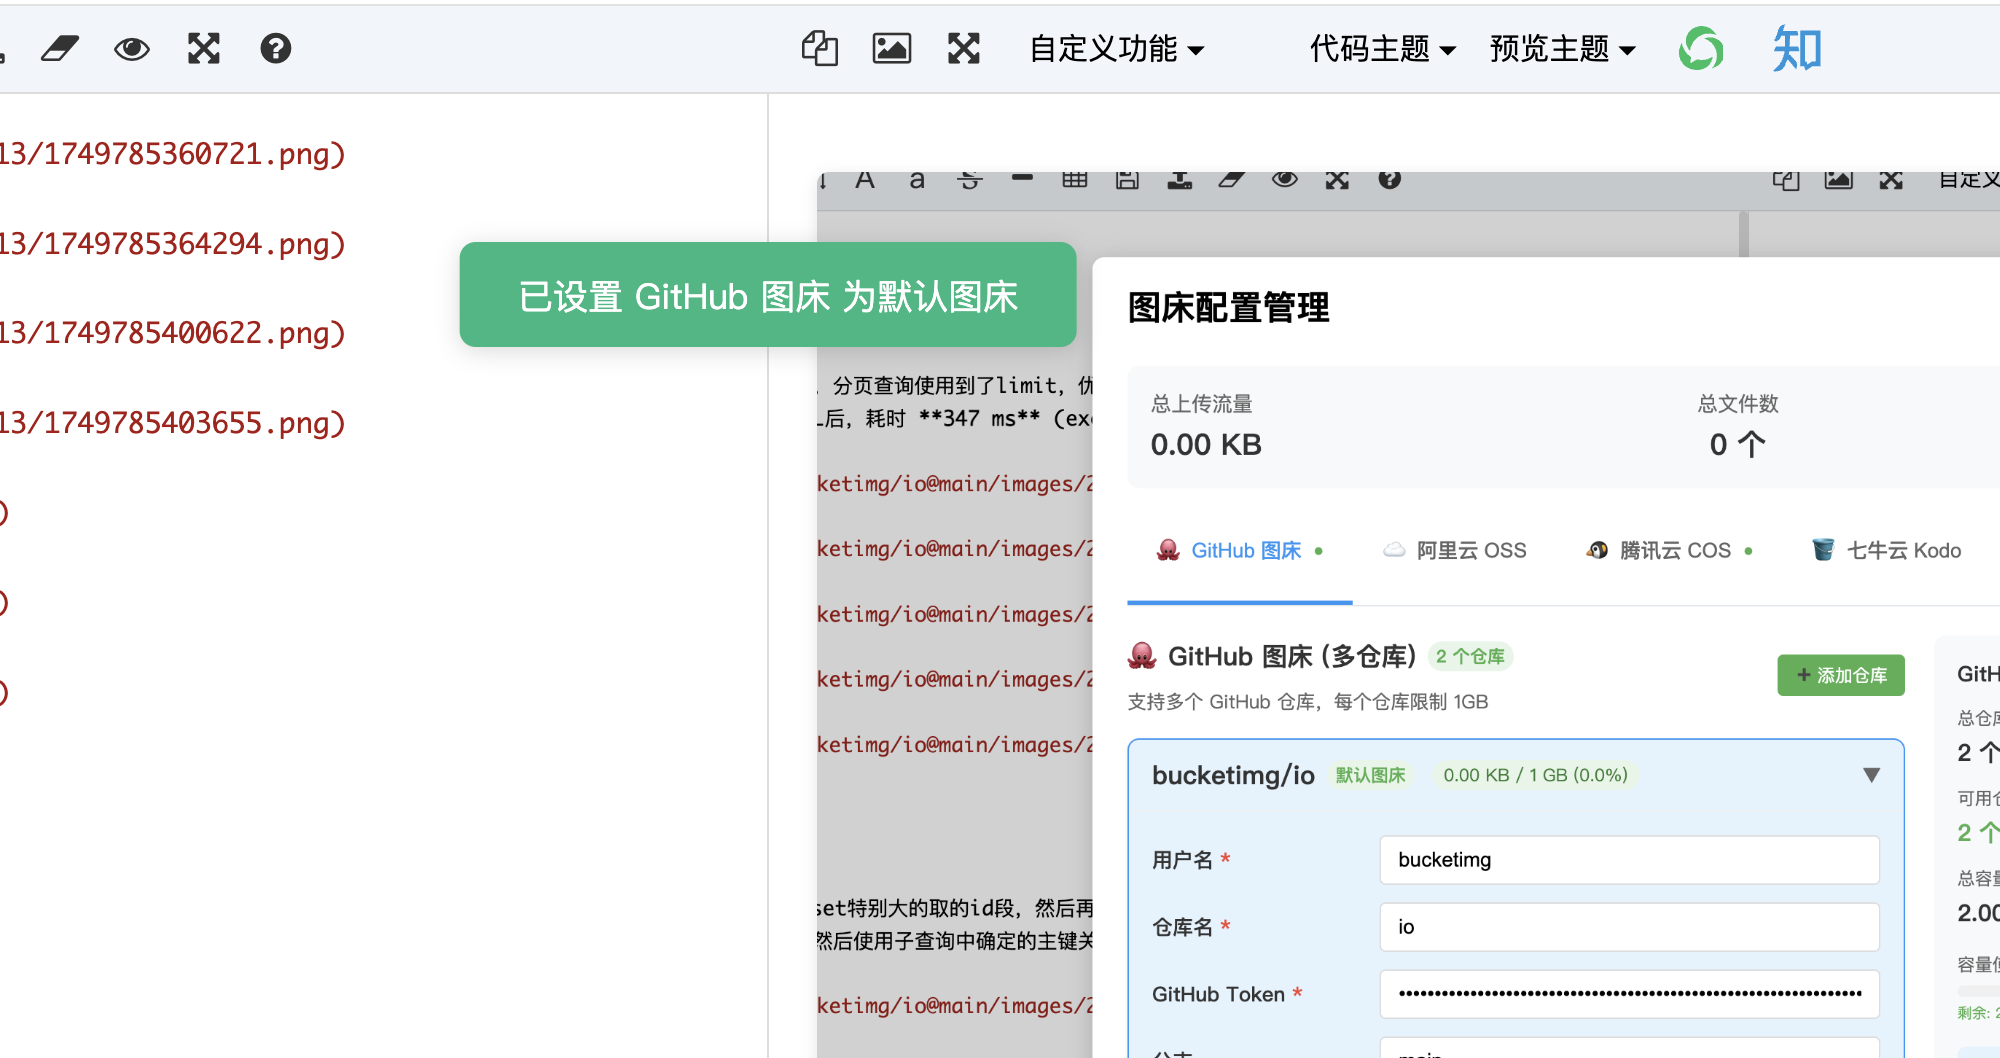 自定义功能
代码主题
预览主题
知
13/1749785360721.png)
13/1749785364294.png)
13/1749785400622.png)
13/1749785403655.png)
)
)
)
A a S
自定义
已设置 GitHub 图床 为默认图床
分页查询使用到了limit，优
后，耗时 **347 ms** (exe
ketimg/io@main/images/2
ketimg/io@main/images/2
ketimg/io@main/images/2
ketimg/io@main/images/2
ketimg/io@main/images/2
set特别大的取的id段，然后再
然后使用子查询中确定的主键关
ketimg/io@main/images/2
图床配置管理
总上传流量
0.00 KB
总文件数
0 个
GitHub 图床
阿里云 OSS
腾讯云 COS
七牛云 Kodo
GitHub 图床 (多仓库) 2 个仓库
支持多个 GitHub 仓库，每个仓库限制 1GB
+ 添加仓库
bucketimg/io 默认图床 0.00 KB / 1 GB (0.0%)
用户名 * bucketimg
仓库名 * io
GitHub Token *
分支 main
GitH
总仓库
2 个
可用仓
2 个
总容量
2.00
容量使
剩余: 2